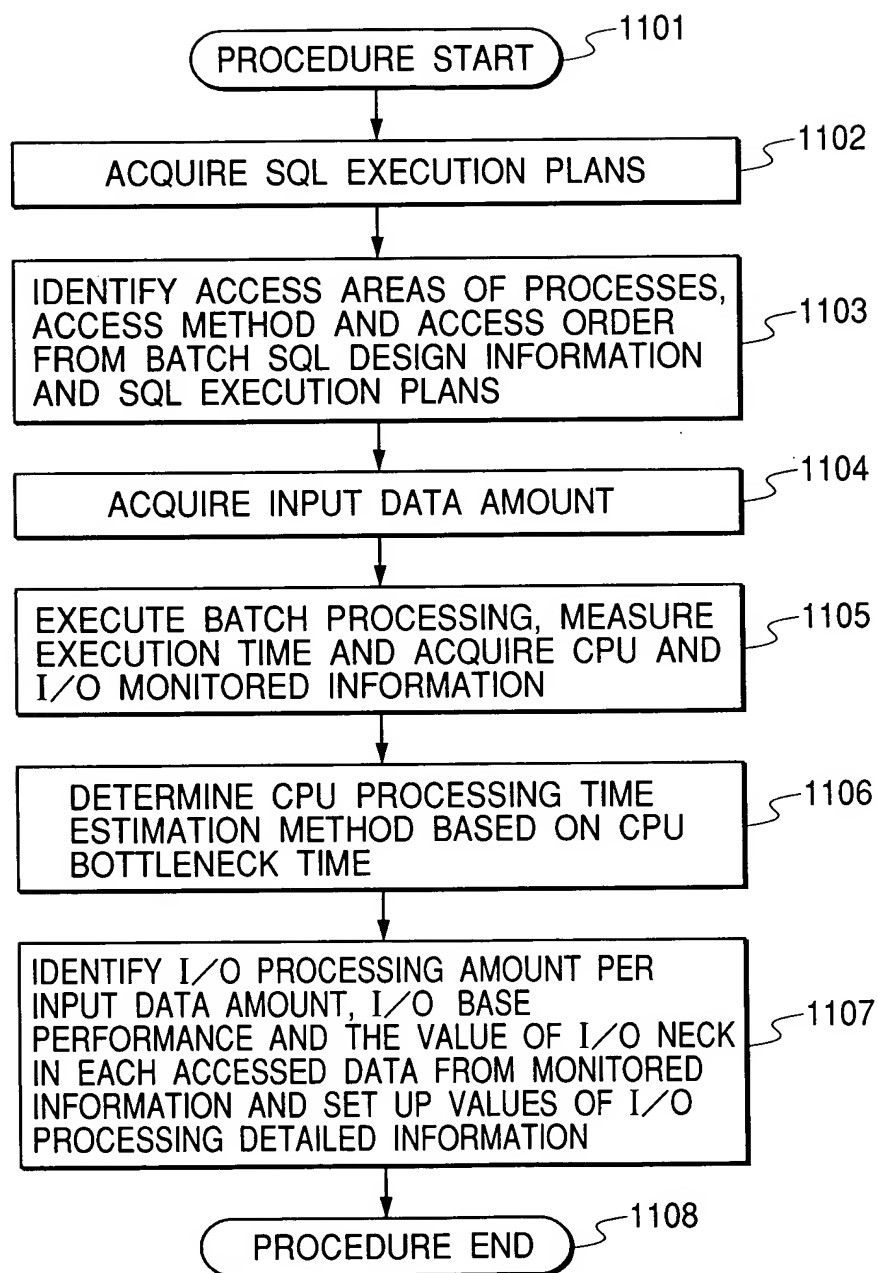 PROCEDURE START
1101
ACQUIRE SQL EXECUTION PLANS
1102
IDENTIFY ACCESS AREAS OF PROCESSES,
ACCESS METHOD AND ACCESS ORDER
FROM BATCH SQL DESIGN INFORMATION
AND SQL EXECUTION PLANS
1103
ACQUIRE INPUT DATA AMOUNT
1104
EXECUTE BATCH PROCESSING, MEASURE
EXECUTION TIME AND ACQUIRE CPU AND
I/O MONITORED INFORMATION
1105
DETERMINE CPU PROCESSING TIME
ESTIMATION METHOD BASED ON CPU
BOTTLENECK TIME
1106
IDENTIFY I/O PROCESSING AMOUNT PER
INPUT DATA AMOUNT, I/O BASE
PERFORMANCE AND THE VALUE OF I/O NECK
IN EACH ACCESSED DATA FROM MONITORED
INFORMATION AND SET UP VALUES OF I/O
PROCESSING DETAILED INFORMATION
1107
PROCEDURE END
1108